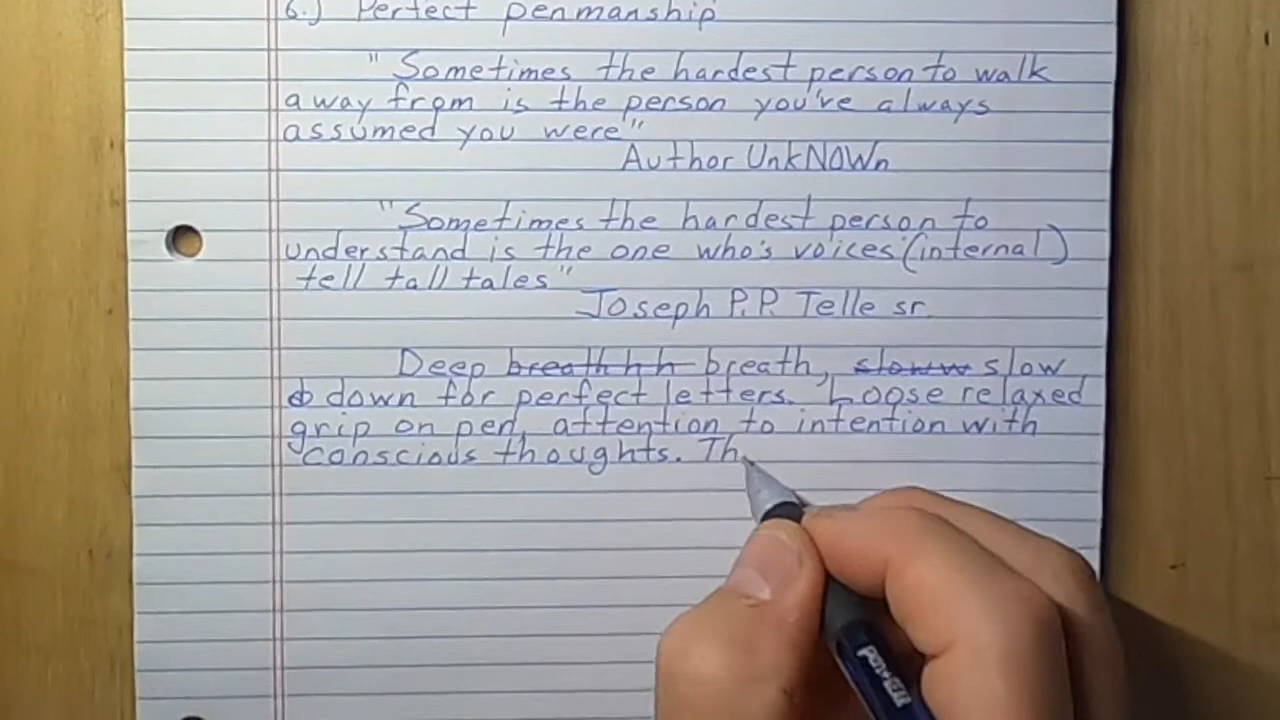 6.) Perfect penmanship
"Sometimes the hardest person to walk
away from is the person you've always
assumed you were"
Author UnkNOWn
"Sometimes the hardest person to
understand is the one who's voices (internal)
tell tall tales"
Joseph P.P. Telle sr.
Deep breathhh breath, sloww slow
d down for perfect letters. Loose relaxed
grip on pen, attention to intention with
conscious thoughts. Th